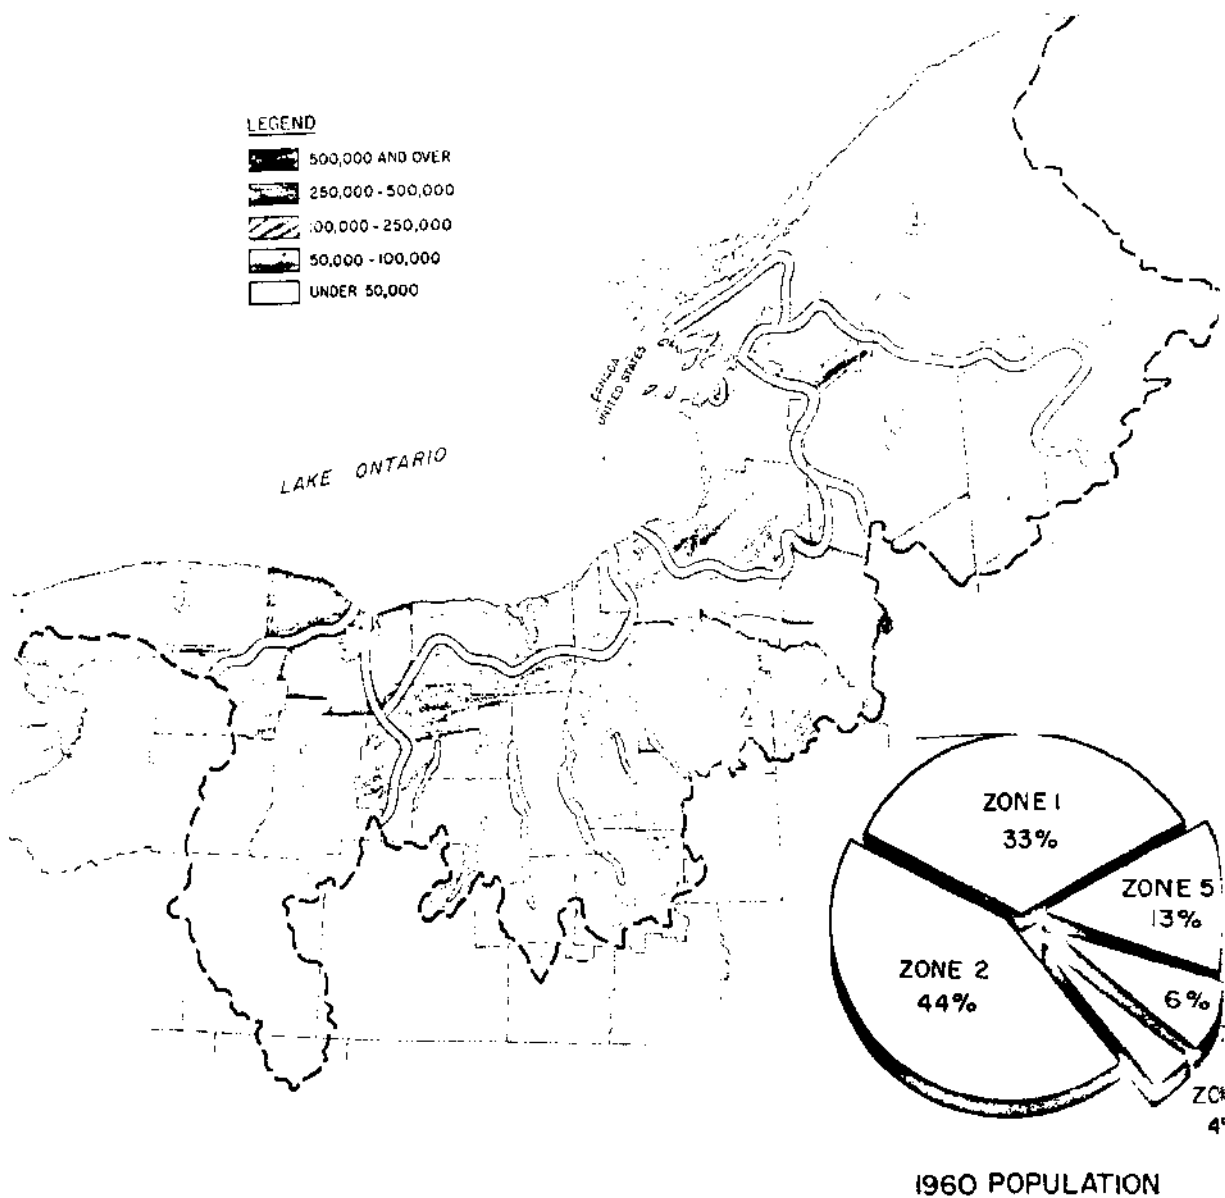 LEGEND
500,000 AND OVER
250,000 - 500,000
100,000 - 250,000
50,000 - 100,000
UNDER 50,000
CANADA
UNITED STATES
LAKE ONTARIO
ZONE 1
33%
ZONE 5
13%
ZONE 2
44%
6%
1960 POPULATION